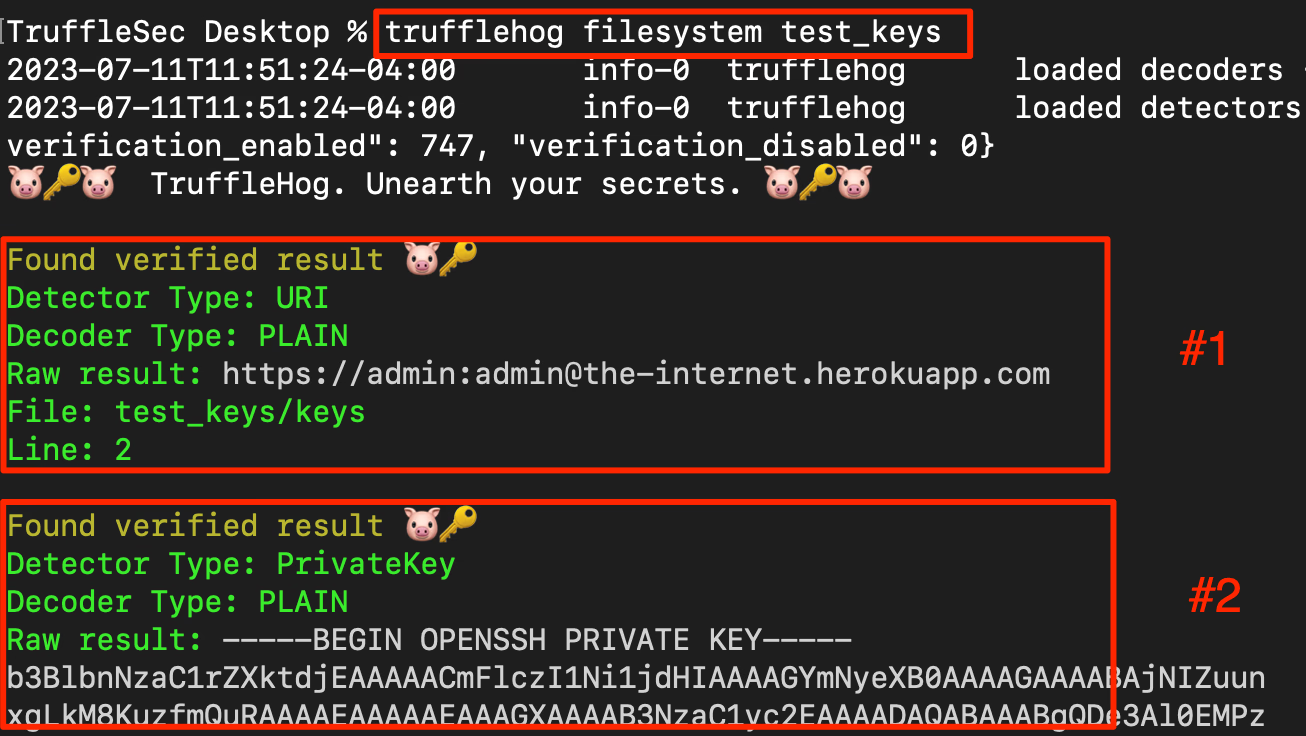 TruffleSec Desktop % trufflehog filesystem test_keys
2023-07-11T11:51:24-04:00 info-0 trufflehog loaded decoders
2023-07-11T11:51:24-04:00 info-0 trufflehog loaded detectors
verification_enabled": 747, "verification_disabled": 0}
🐷🔑🐷 TruffleHog. Unearth your secrets. 🐷🔑🐷
Found verified result 🐷🔑
Detector Type: URI
Decoder Type: PLAIN
Raw result: https://admin:admin@the-internet.herokuapp.com
File: test_keys/keys
Line: 2
#1
Found verified result 🐷🔑
Detector Type: PrivateKey
Decoder Type: PLAIN
Raw result: -----BEGIN OPENSSH PRIVATE KEY-----
b3BlbnNzaC1rZXktdjEAAAAACmFlczI1Ni1jdHIAAAAGYmNyeXB0AAAAGAAAABAjNIZuun
xgLkM8KuzfmQuRAAAAEAAAAAEAAAGXAAAAB3NzaC1yc2EAAAADAQABAAABgQDe3Al0EMPz
#2